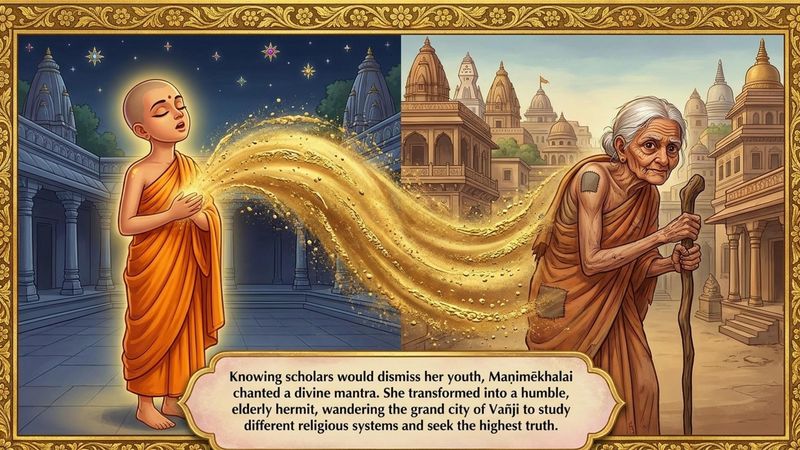 Knowing scholars would dismiss her youth, Maṇimēkhalai
chanted a divine mantra. She transformed into a humble,
elderly hermit, wandering the grand city of Vañji to study
different religious systems and seek the highest truth.